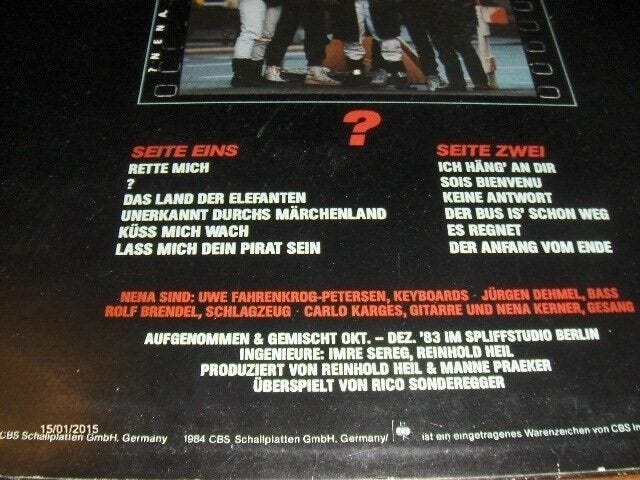 ? N E N A .
?
SEITE EINS
RETTE MICH
?
DAS LAND DER ELEFANTEN
UNERKANNT DURCHS MÄRCHENLAND
KÜSS MICH WACH
LASS MICH DEIN PIRAT SEIN
SEITE ZWEI
ICH HÄNG' AN DIR
SOIS BIENVENU
KEINE ANTWORT
DER BUS IS' SCHON WEG
ES REGNET
DER ANFANG VOM ENDE
NENA SIND: UWE FAHRENKROG-PETERSEN, KEYBOARDS · JÜRGEN DEHMEL, BASS
ROLF BRENDEL, SCHLAGZEUG · CARLO KARGES, GITARRE UND NENA KERNER, GESANG
AUFGENOMMEN & GEMISCHT OKT. – DEZ. '83 IM SPLIFFSTUDIO BERLIN
INGENIEURE: IMRE SEREG, REINHOLD HEIL
PRODUZIERT VON REINHOLD HEIL & MANNE PRAEKER
ÜBERSPIELT VON RICO SONDEREGGER
15/01/2015
CBS Schallplatten GmbH, Germany 1984 CBS Schallplatten GmbH, Germany/ ist ein eingetragenes Warenzeichen von CBS In